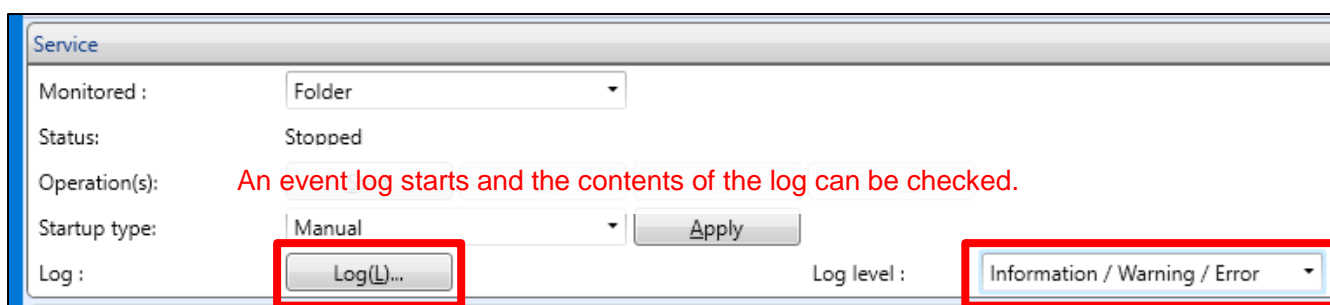 Service
Monitored : Folder
Status: Stopped
Operation(s): An event log starts and the contents of the log can be checked.
Startup type: Manual Apply
Log : Log(L)... Log level : Information / Warning / Error